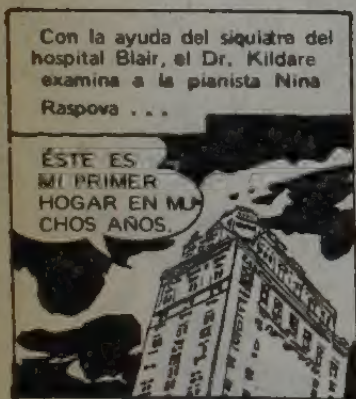 Con la ayuda del siquiatra del
hospital Blair, el Dr. Kildare
examina a la pianista Nina
Raspova . . .
ÉSTE ES
MI PRIMER
HOGAR EN MU
CHOS AÑOS.